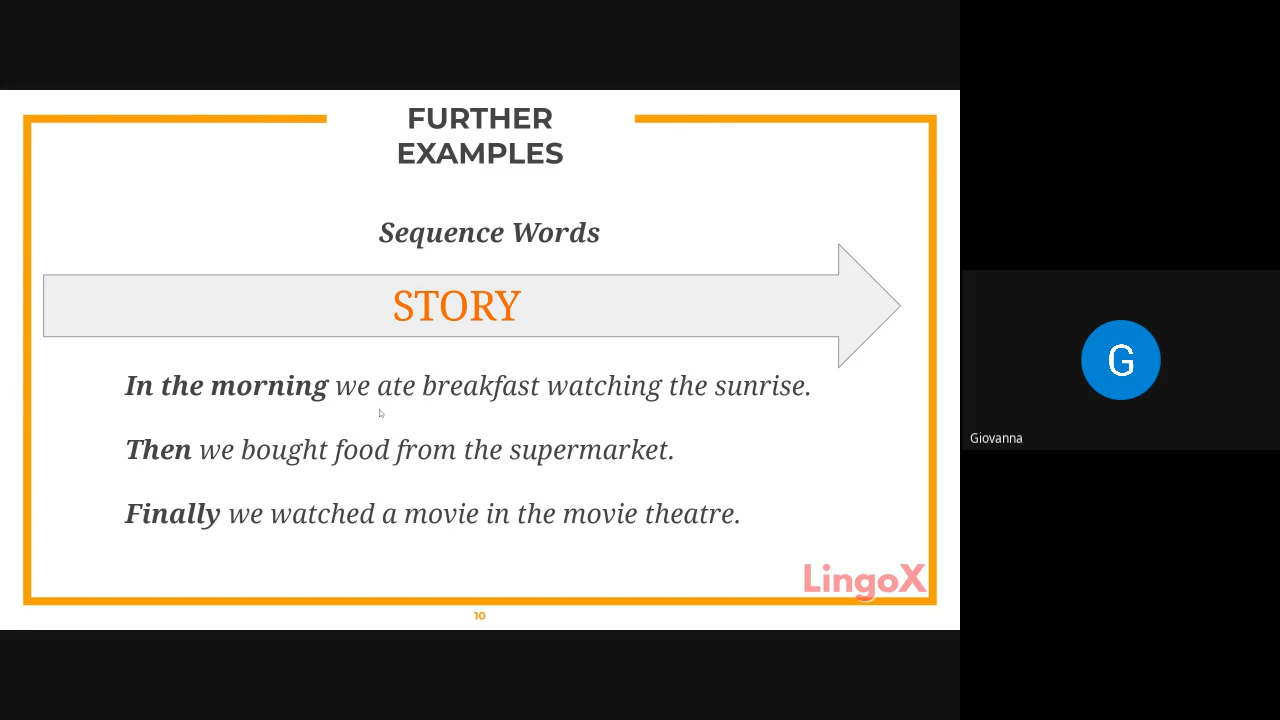 FURTHER
EXAMPLES
Sequence Words
STORY
In the morning we ate breakfast watching the sunrise.
Then we bought food from the supermarket.
Finally we watched a movie in the movie theatre.
LingoX
10
G
Giovanna